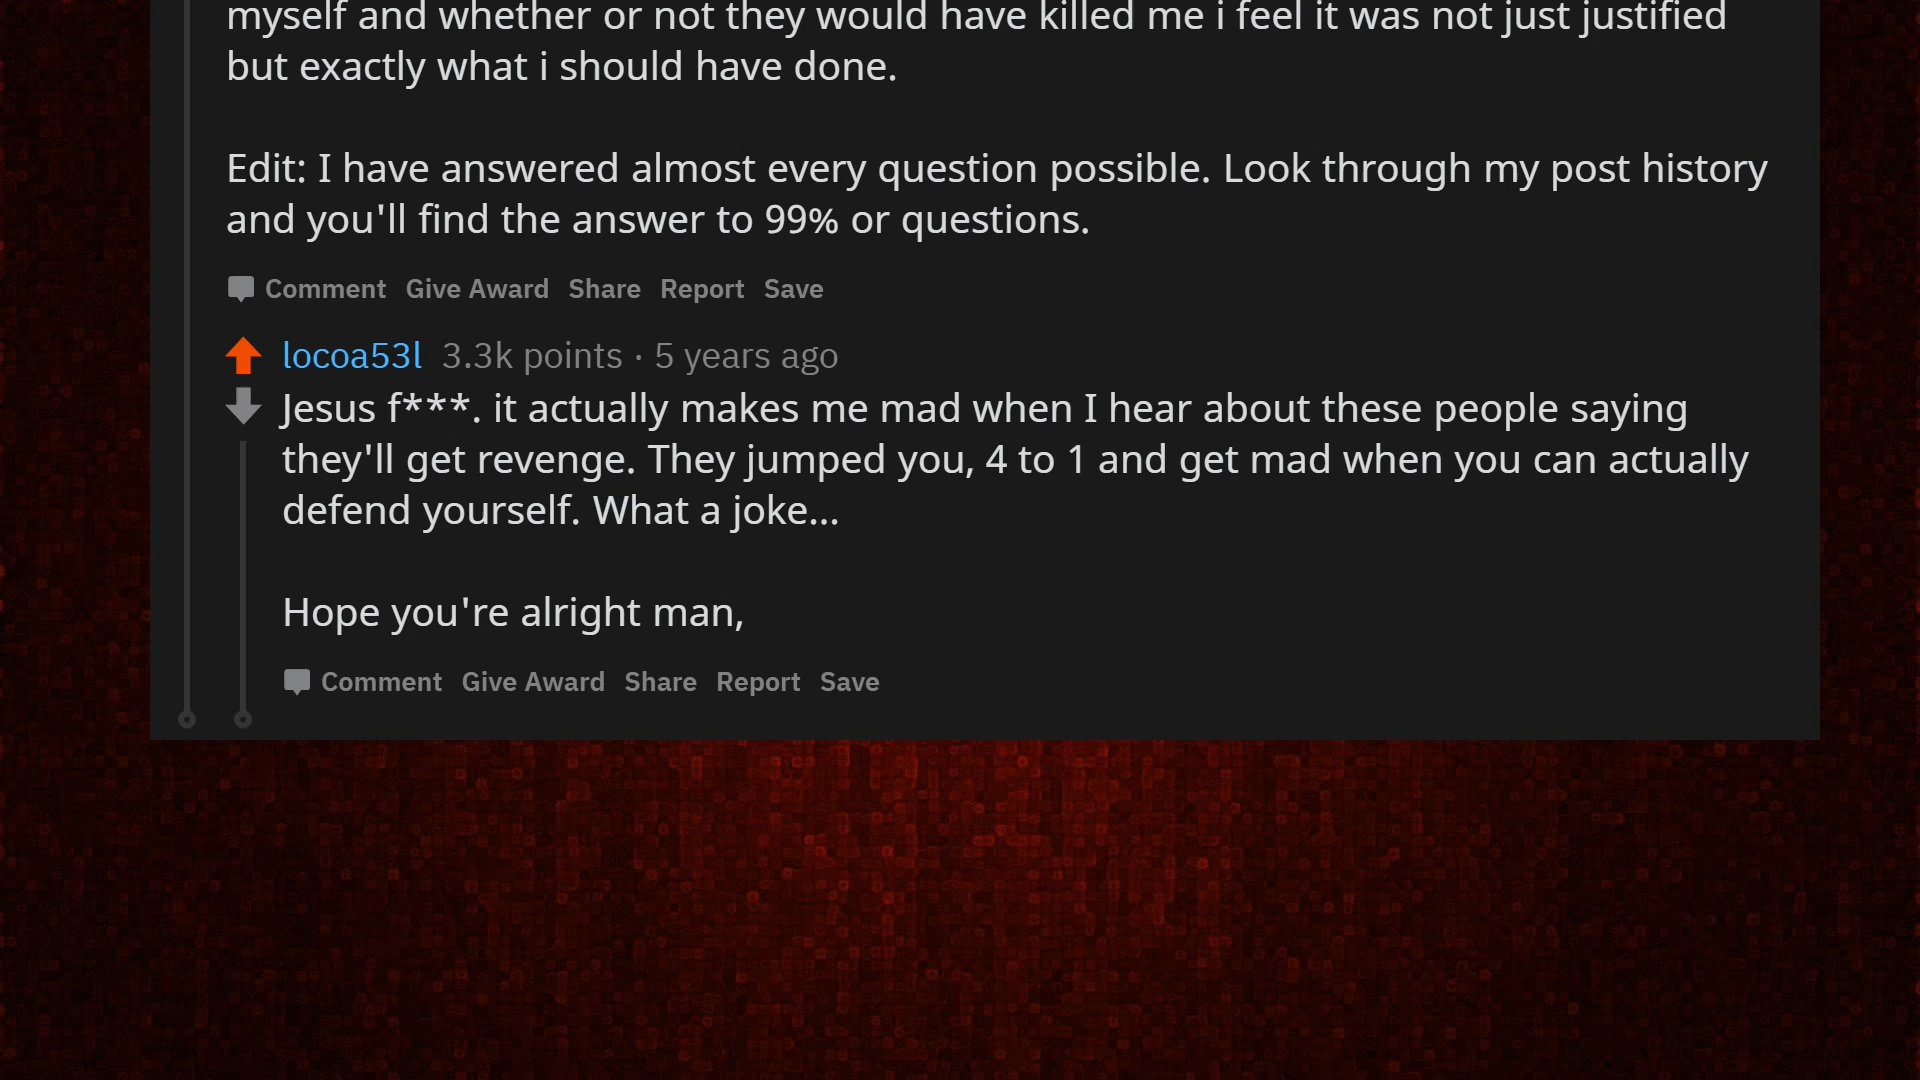 myself and whether or not they would have killed me i feel it was not just justified
but exactly what i should have done.
Edit: I have answered almost every question possible. Look through my post history
and you'll find the answer to 99% or questions.
Comment Give Award Share Report Save
locoa53l 3.3k points · 5 years ago
Jesus f***. it actually makes me mad when I hear about these people saying
they'll get revenge. They jumped you, 4 to 1 and get mad when you can actually
defend yourself. What a joke...
Hope you're alright man,
Comment Give Award Share Report Save